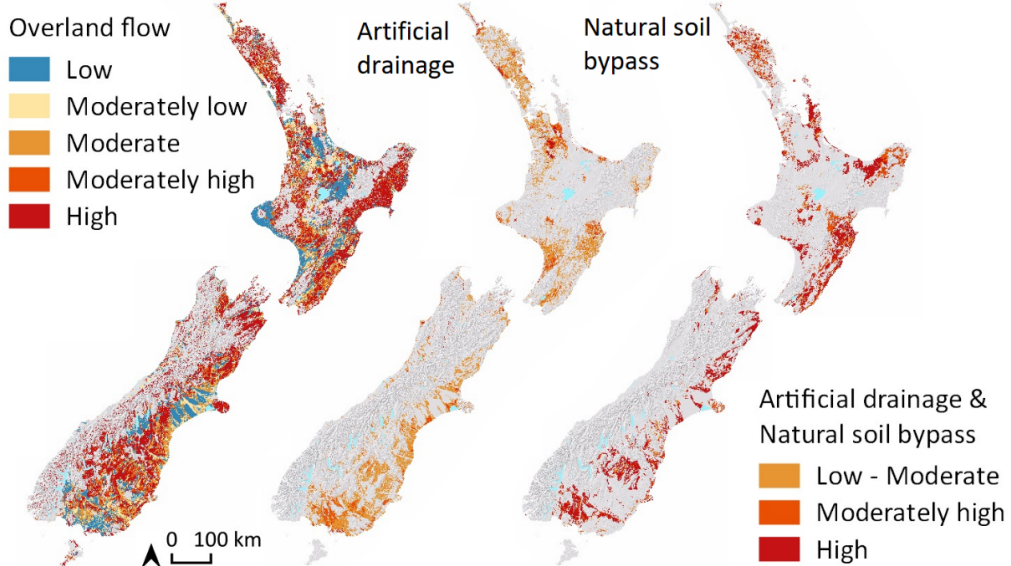 Overland flow
Low
Moderately low
Moderate
Moderately high
High
Artificial
drainage
Natural soil
bypass
Artificial drainage &
Natural soil bypass
Low - Moderate
Moderately high
High
0 100 km